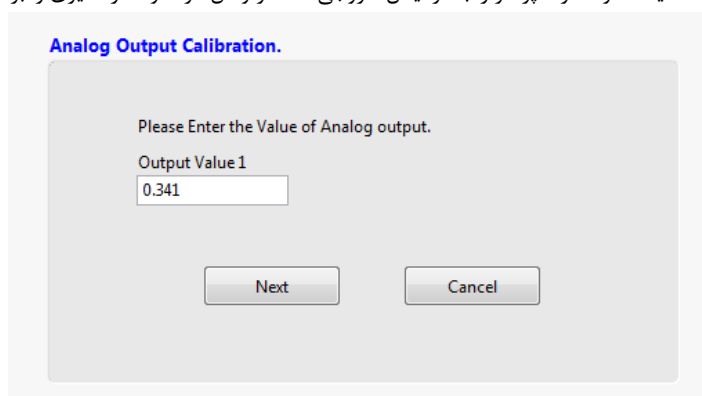 Analog Output Calibration.
Please Enter the Value of Analog output.
Output Value 1
0.341
Next
Cancel